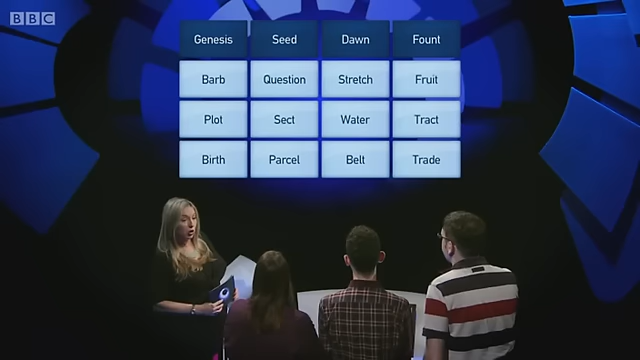 BBC
Genesis Seed Dawn Fount
Barb Question Stretch Fruit
Plot Sect Water Tract
Birth Parcel Belt Trade